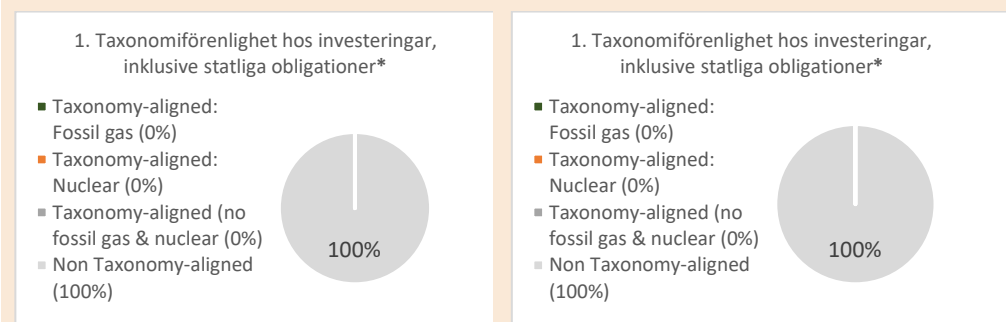 1. Taxonomiförenlighet hos investeringar,
inklusive statliga obligationer*
Taxonomy-aligned:
Fossil gas (0%)
Taxonomy-aligned:
Nuclear (0%)
Taxonomy-aligned (no
fossil gas & nuclear (0%)
Non Taxonomy-aligned
(100%)
100%
1. Taxonomiförenlighet hos investeringar,
inklusive statliga obligationer*
Taxonomy-aligned:
Fossil gas (0%)
Taxonomy-aligned:
Nuclear (0%)
Taxonomy-aligned (no
fossil gas & nuclear (0%)
Non Taxonomy-aligned
(100%)
100%